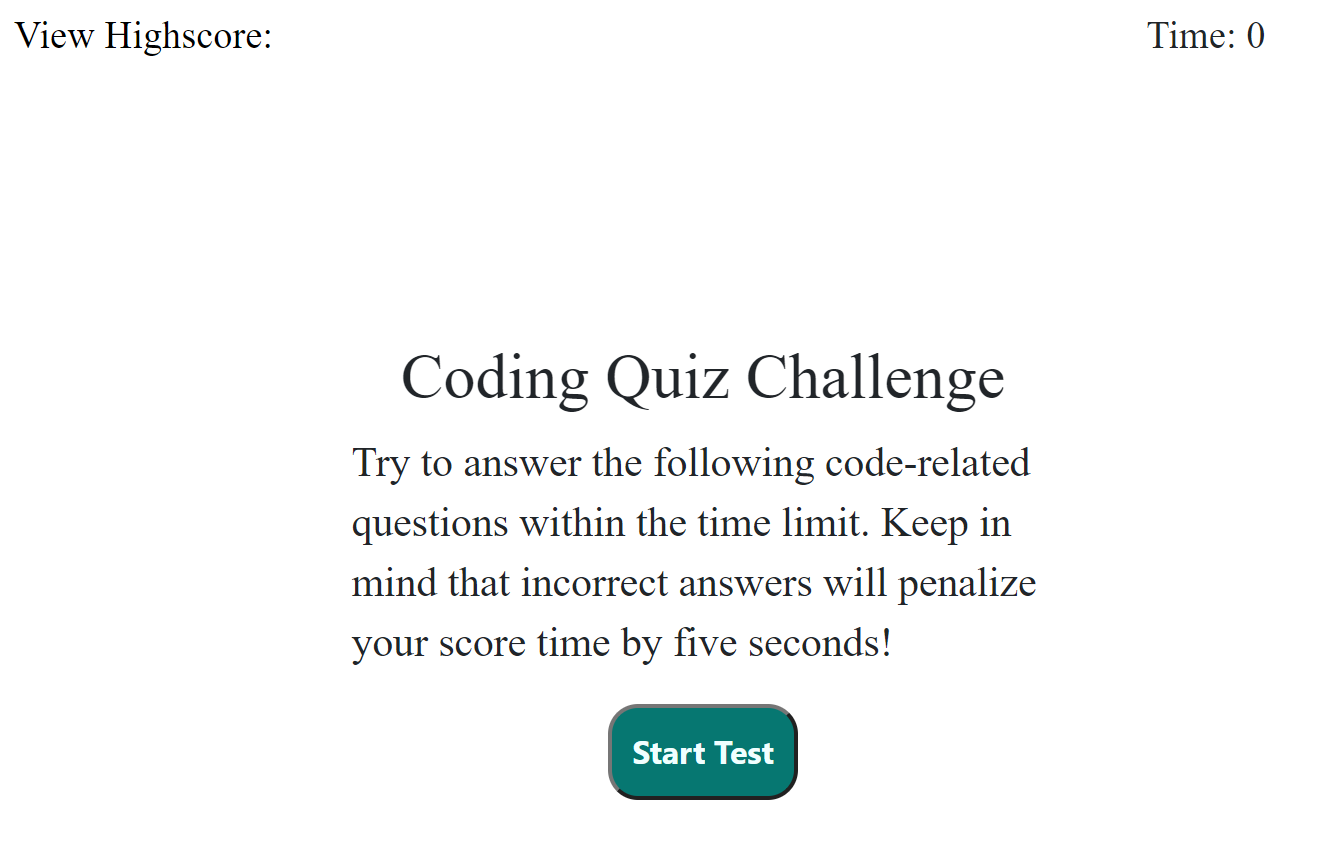 View Highscore:
Time: 0
Coding Quiz Challenge
Try to answer the following code-related
questions within the time limit. Keep in
mind that incorrect answers will penalize
your score time by five seconds!
Start Test